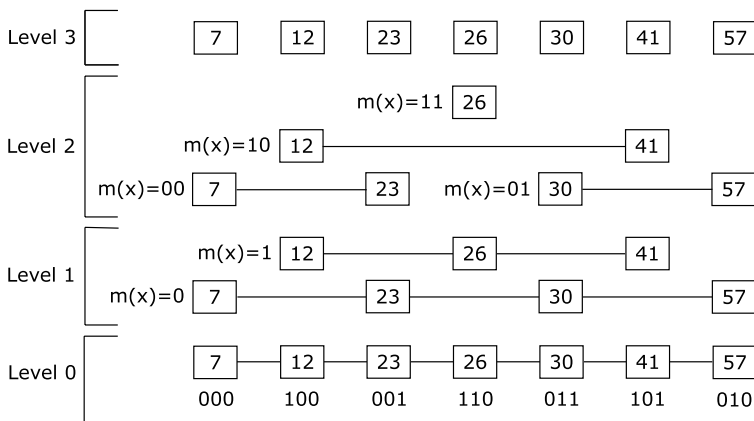 Level 3 7 12 23 26 30 41 57
m(x)=11 26
Level 2 m(x)=10 12 41
m(x)=00 7 23 m(x)=01 30 57
m(x)=1 12 26 41
Level 1
m(x)=0 7 23 30 57
Level 0 7 12 23 26 30 41 57
000 100 001 110 011 101 010